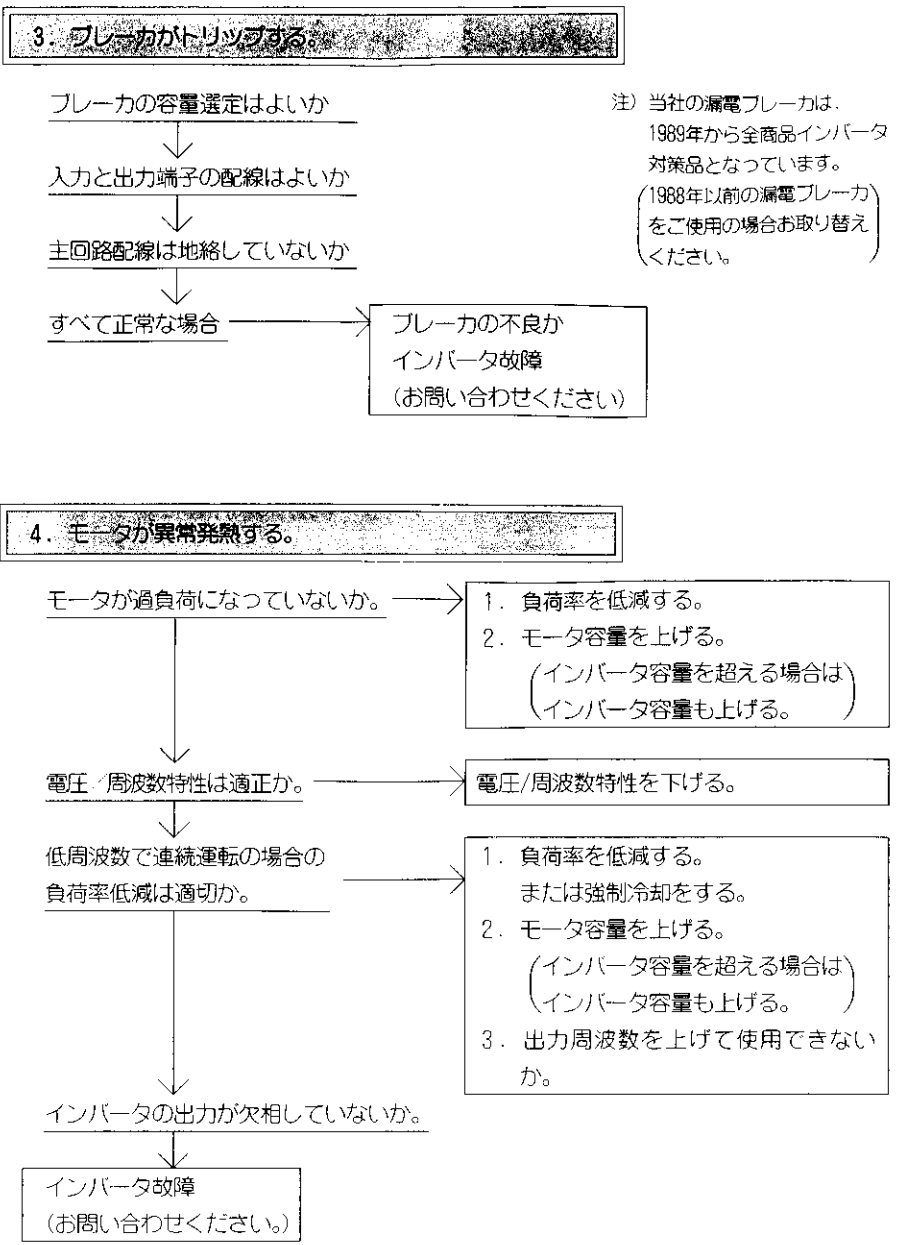 3. ブレーカがトリップする。
ブレーカの容量選定はよいか
入力と出力端子の配線はよいか
主回路配線は地絡していないか
すべて正常な場合
ブレーカの不良か
インバータ故障
(お問い合わせください)
注) 当社の漏電ブレーカは、
1989年から全商品インバータ
対策品となっています。
(1988年以前の漏電ブレーカ
をご使用の場合お取り替え
ください。)
4. モータが異常発熱する。
モータが過負荷になっていないか。
1. 負荷率を低減する。
2. モータ容量を上げる。
(インバータ容量を超える場合は
インバータ容量も上げる。)
電圧/周波数特性は適正か。
電圧/周波数特性を下げる。
低周波数で連続運転の場合の
負荷率低減は適切か。
1. 負荷率を低減する。
または強制冷却をする。
2. モータ容量を上げる。
(インバータ容量を超える場合は
インバータ容量も上げる。)
3. 出力周波数を上げて使用できない
か。
インバータの出力が欠相していないか。
インバータ故障
(お問い合わせください。)